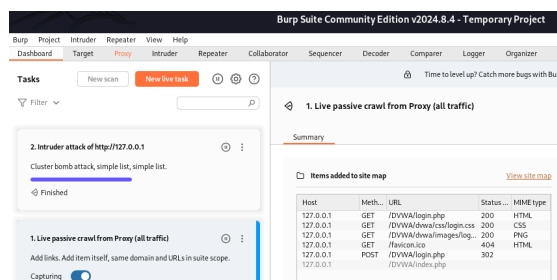 Burp Suite Community Edition v2024.8.4 - Temporary Project
Burp Project Intruder Repeater View Help
Dashboard Target Proxy Intruder Repeater Collaborator Sequencer Decoder Comparer Logger Organizer
Tasks New scan New live task
Time to level up? Catch more bugs with Bu
Filter
1. Live passive crawl from Proxy (all traffic)
Summary
2. Intruder attack of http://127.0.0.1
Cluster bomb attack, simple list, simple list.
Finished
Items added to site map View site map
Host Meth... URL Status ... MIME type
127.0.0.1 GET /DVWA/login.php 200 HTML
127.0.0.1 GET /DVWA/dvwa/css/login.css 200 CSS
127.0.0.1 GET /DVWA/dvwa/images/log... 200 PNG
127.0.0.1 GET /favicon.ico 404 HTML
127.0.0.1 POST /DVWA/login.php 302
127.0.0.1 /DVWA/index.php
1. Live passive crawl from Proxy (all traffic)
Add links. Add item itself, same domain and URLs in suite scope.
Capturing